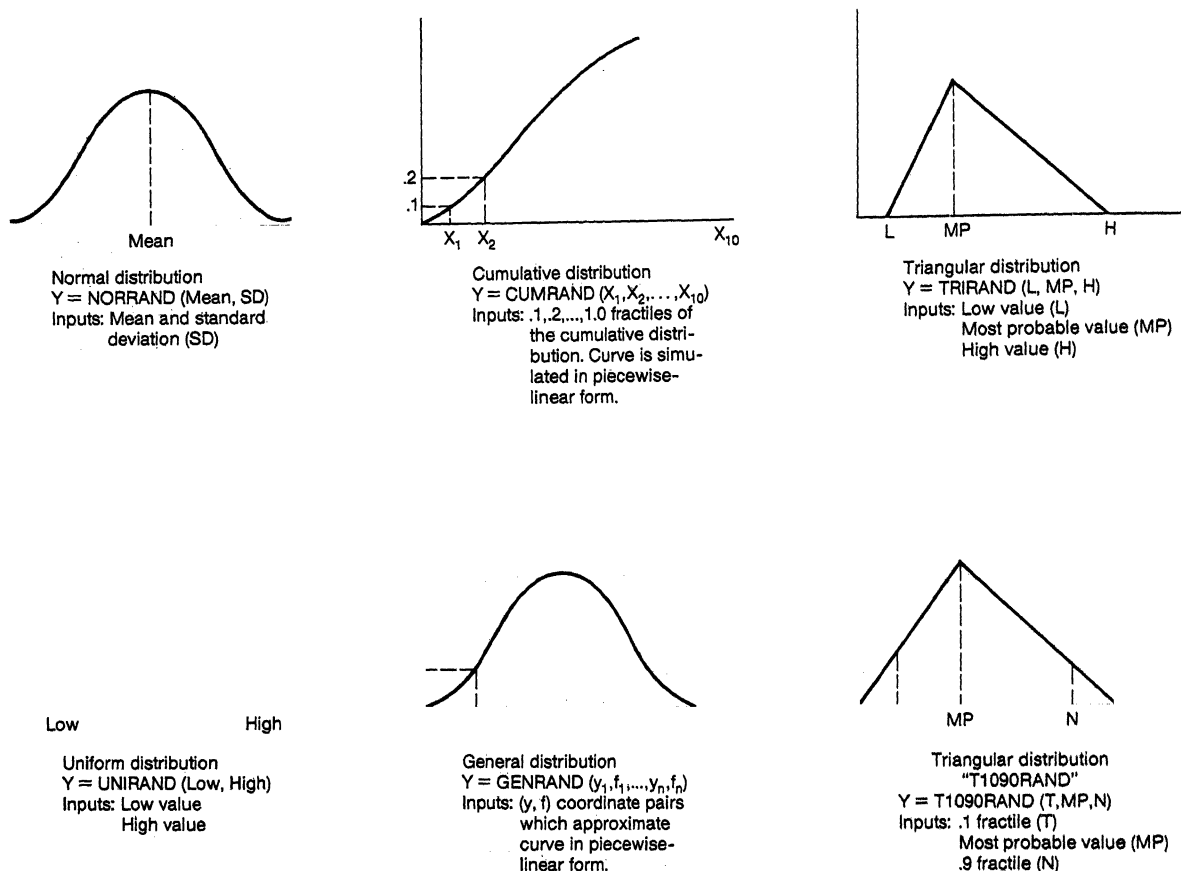 Mean
Normal distribution
Y = NORRAND (Mean, SD)
Inputs: Mean and standard
deviation (SD)
.2
.1
X1 X2 X10
Cumulative distribution
Y = CUMRAND (X1,X2,...,X10)
Inputs: .1,.2,...,1.0 fractiles of
the cumulative distri-
bution. Curve is simu-
lated in piecewise-
linear form.
L MP H
Triangular distribution
Y = TRIRAND (L, MP, H)
Inputs: Low value (L)
Most probable value (MP)
High value (H)
Low High
Uniform distribution
Y = UNIRAND (Low, High)
Inputs: Low value
High value
General distribution
Y = GENRAND (y1,f1,...,yn,fn)
Inputs: (y, f) coordinate pairs
which approximate
curve in piecewise-
linear form.
MP N
Triangular distribution
"T1090RAND"
Y = T1090RAND (T,MP,N)
Inputs: .1 fractile (T)
Most probable value (MP)
.9 fractile (N)